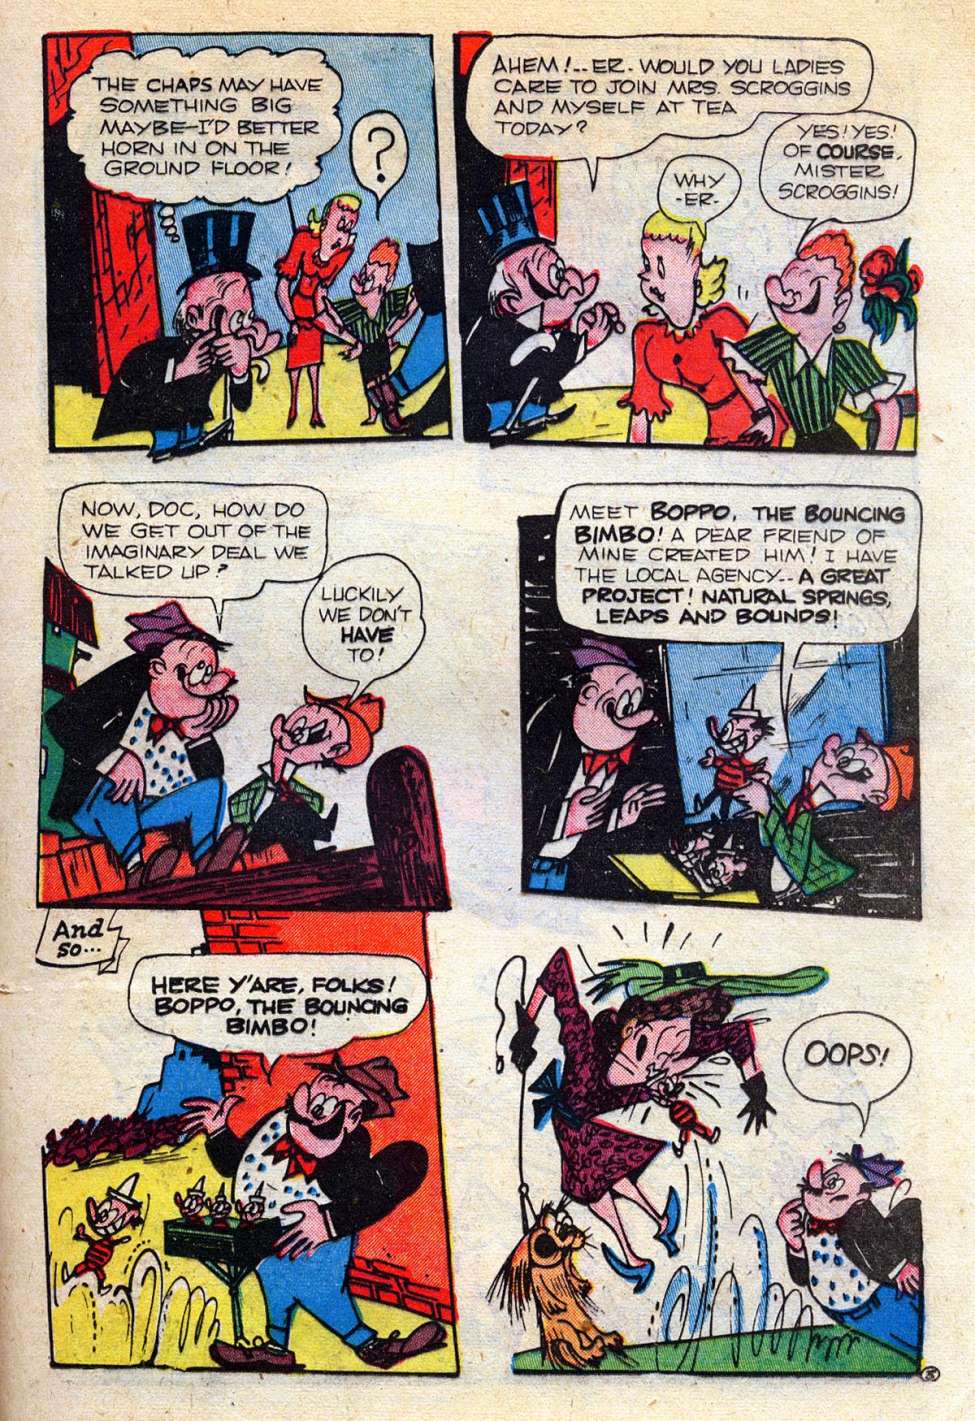 THE CHAPS MAY HAVE
SOMETHING BIG
MAYBE-I'D BETTER
HORN IN ON THE
GROUND FLOOR!
?
AHEM!-- ER- WOULD YOU LADIES
CARE TO JOIN MRS. SCROGGINS
AND MYSELF AT TEA
TODAY?
WHY
-ER-
YES! YES!
OF COURSE,
MISTER
SCROGGINS!
NOW, DOC, HOW DO
WE GET OUT OF THE
IMAGINARY DEAL WE
TALKED UP?
LUCKILY
WE DON'T
HAVE
TO!
MEET BOPPO, THE BOUNCING
BIMBO! A DEAR FRIEND OF
MINE CREATED HIM! I HAVE
THE LOCAL AGENCY-- A GREAT
PROJECT! NATURAL SPRINGS,
LEAPS AND BOUNDS!
And
so...
HERE Y'ARE, FOLKS!
BOPPO, THE BOUNCING
BIMBO!
OOPS!
5